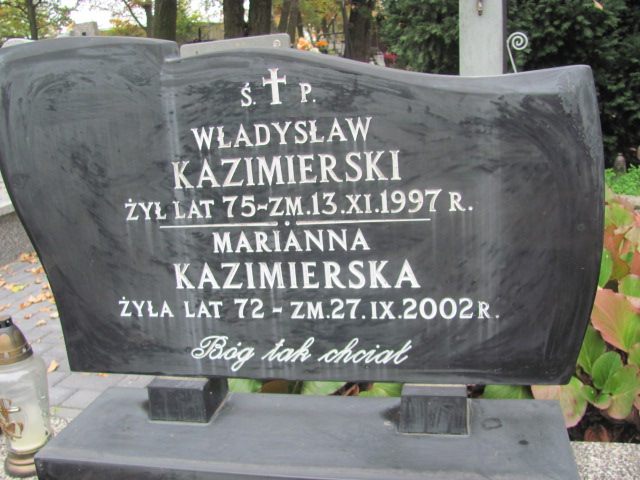 Ś. P.
WŁADYSŁAW
KAZIMIERSKI
ŻYŁ LAT 75-ZM.13.XI.1997 R.
MARIANNA
KAZIMIERSKA
ŻYŁA LAT 72 - ZM.27.IX.2002 R.
Bóg tak chciał